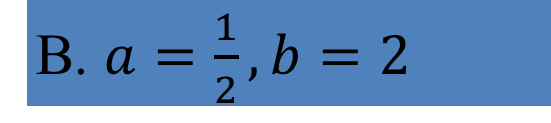 B. a = 1/2, b = 2